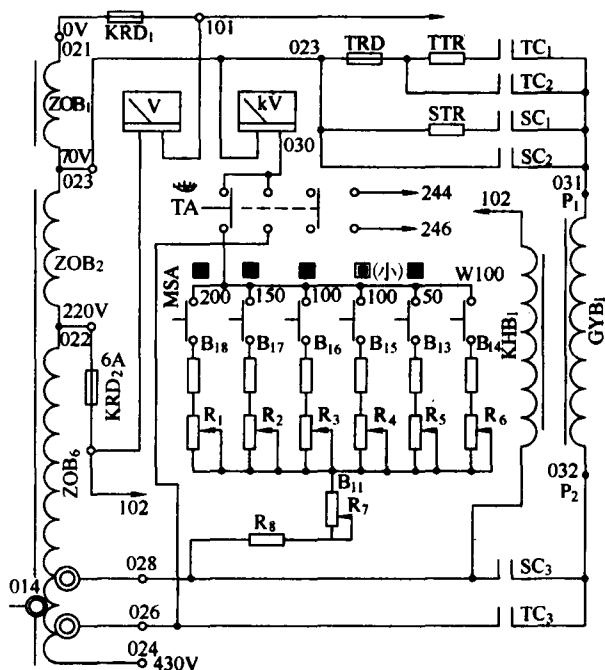 0V
KRD₁
101
021
023
TRD
TTR
TC₁
ZOB₁
V
kV
TC₂
STR
SC₁
70V
030
SC₂
023
TA
244
246
031
P₁
102
ZOB₂
MSA
(小)
W100
200
150
100
100
50
KHB₁
GYB₁
220V
022
B₁₈
B₁₇
B₁₆
B₁₅
B₁₃
B₁₄
6A
KRD₂
R₁
R₂
R₃
R₄
R₅
R₆
ZOB₆
032
P₂
B₁₁
R₇
102
R₈
028
SC₃
014
026
TC₃
024
430V